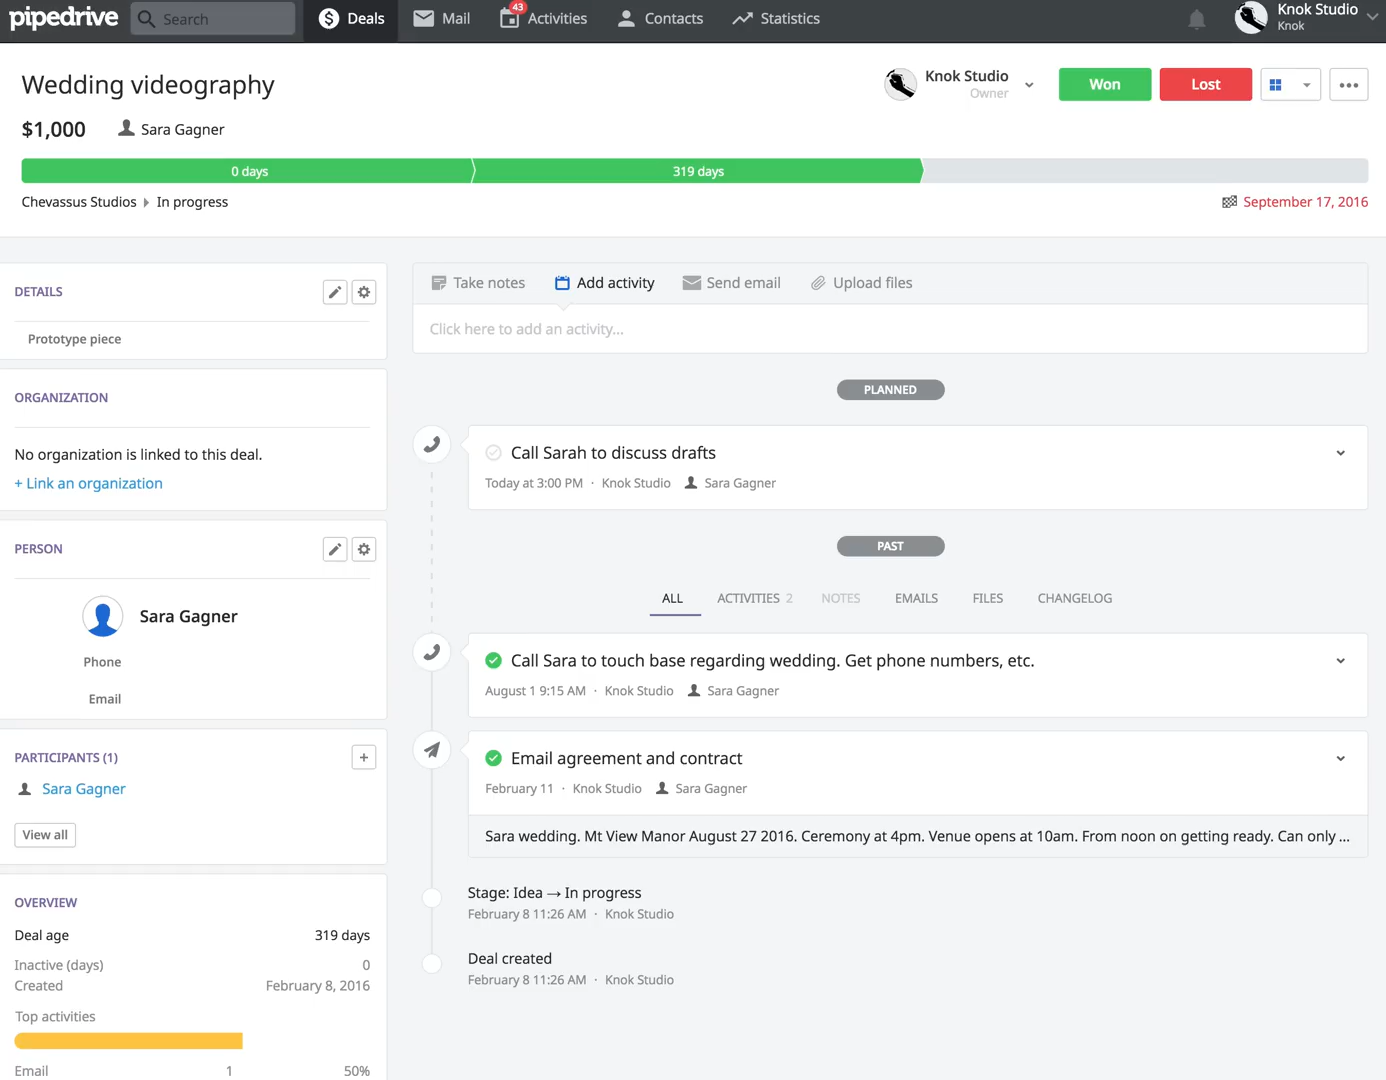 pipedrive
Search
Deals
Mail
43
Activities
Contacts
Statistics
Knok Studio
Knok
Wedding videography
Knok Studio
Owner
Won
Lost
$1,000
Sara Gagner
0 days
319 days
Chevassus Studios
In progress
September 17, 2016
DETAILS
Prototype piece
ORGANIZATION
No organization is linked to this deal.
+ Link an organization
PERSON
Sara Gagner
Phone
Email
PARTICIPANTS (1)
+
Sara Gagner
View all
OVERVIEW
Deal age 319 days
Inactive (days) 0
Created February 8, 2016
Top activities
Email 1 50%
Take notes
Add activity
Send email
Upload files
Click here to add an activity...
PLANNED
Call Sarah to discuss drafts
Today at 3:00 PM · Knok Studio Sara Gagner
PAST
ALL ACTIVITIES 2 NOTES EMAILS FILES CHANGELOG
Call Sara to touch base regarding wedding. Get phone numbers, etc.
August 1 9:15 AM · Knok Studio Sara Gagner
Email agreement and contract
February 11 · Knok Studio Sara Gagner
Sara wedding. Mt View Manor August 27 2016. Ceremony at 4pm. Venue opens at 10am. From noon on getting ready. Can only ...
Stage: Idea → In progress
February 8 11:26 AM · Knok Studio
Deal created
February 8 11:26 AM · Knok Studio